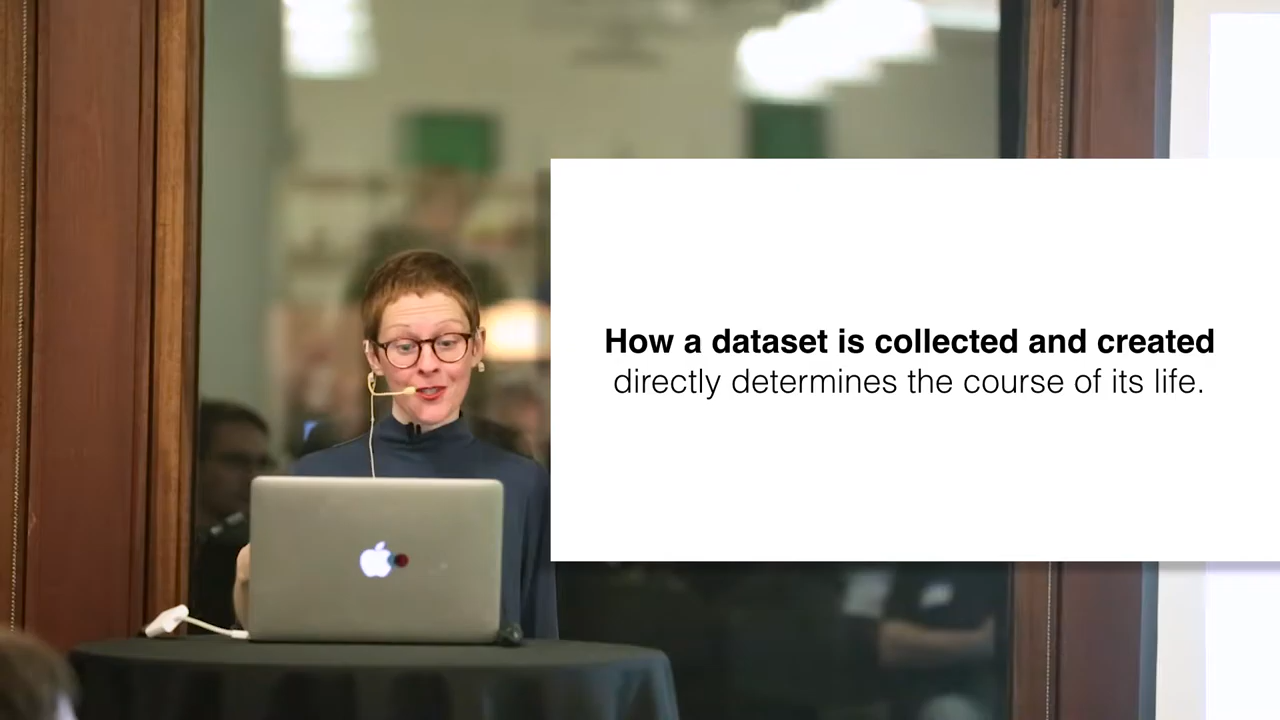 How a dataset is collected and created
directly determines the course of its life.